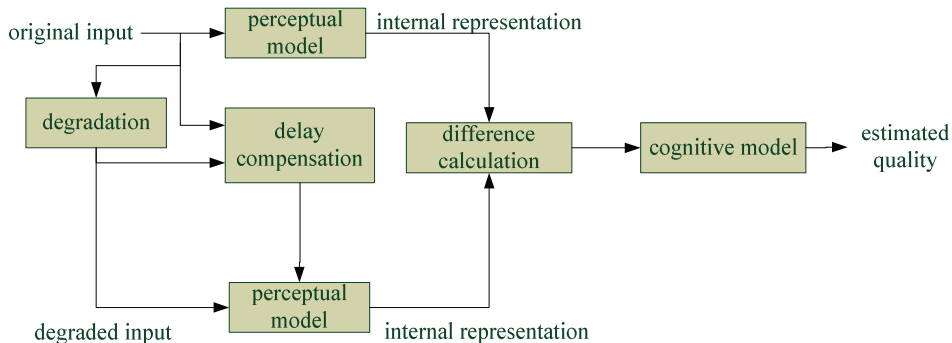 original input
perceptual
model
internal representation
degradation
delay
compensation
difference
calculation
cognitive model
estimated
quality
degraded input
perceptual
model
internal representation